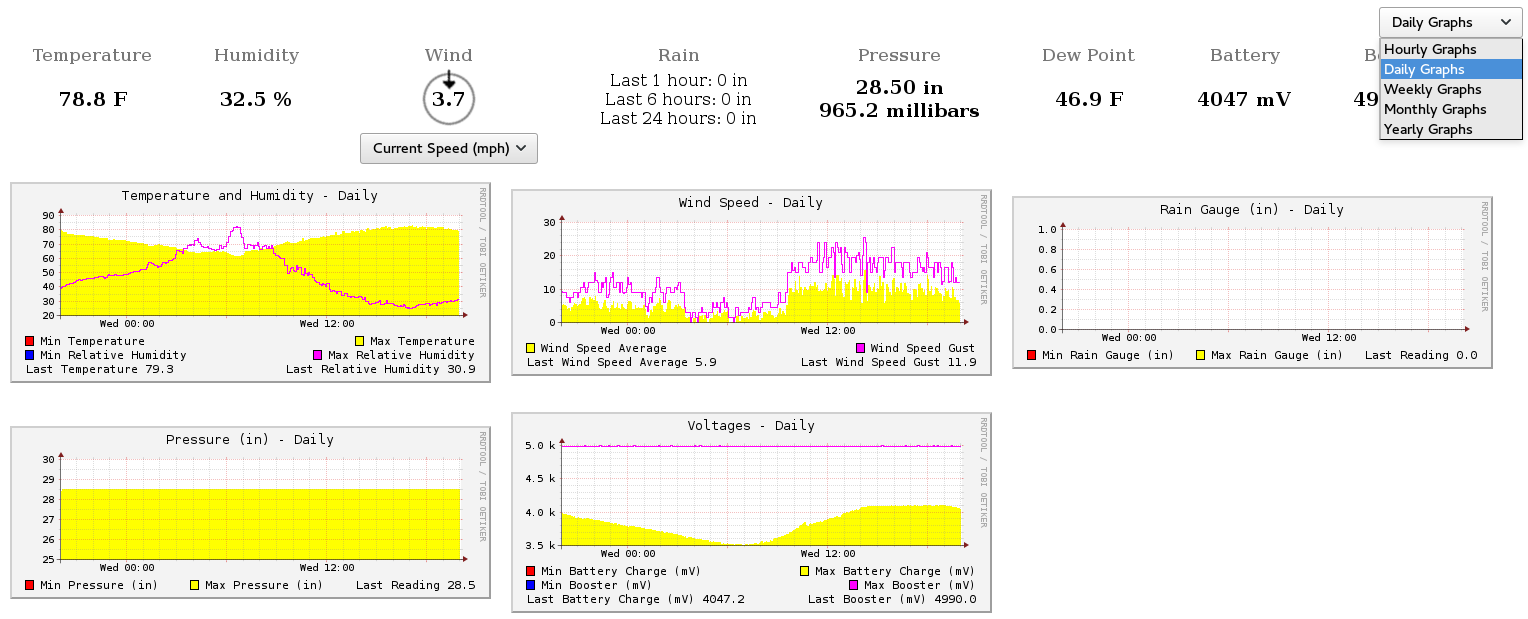 Daily Graphs
Hourly Graphs
Daily Graphs
Weekly Graphs
Monthly Graphs
Yearly Graphs
Temperature
78.8 F
Humidity
32.5 %
Wind
3.7
Current Speed (mph)
Rain
Last 1 hour: 0 in
Last 6 hours: 0 in
Last 24 hours: 0 in
Pressure
28.50 in
965.2 millibars
Dew Point
46.9 F
Battery
4047 mV
Temperature and Humidity - Daily
RRDTOOL / TOBI OETIKER
90
80
70
60
50
40
30
20
Wed 00:00 Wed 12:00
Min Temperature Max Temperature
Min Relative Humidity Max Relative Humidity
Last Temperature 79.3 Last Relative Humidity 30.9
Wind Speed - Daily
RRDTOOL / TOBI OETIKER
30
20
10
0
Wed 00:00 Wed 12:00
Wind Speed Average Wind Speed Gust
Last Wind Speed Average 5.9 Last Wind Speed Gust 11.9
Rain Gauge (in) - Daily
RRDTOOL / TOBI OETIKER
1.0
0.8
0.6
0.4
0.2
0.0
Wed 00:00 Wed 12:00
Min Rain Gauge (in) Max Rain Gauge (in) Last Reading 0.0
Pressure (in) - Daily
RRDTOOL / TOBI OETIKER
30
29
28
27
26
25
Wed 00:00 Wed 12:00
Min Pressure (in) Max Pressure (in) Last Reading 28.5
Voltages - Daily
RRDTOOL / TOBI OETIKER
5.0 k
4.5 k
4.0 k
3.5 k
Wed 00:00 Wed 12:00
Min Battery Charge (mV) Max Battery Charge (mV)
Min Booster (mV) Max Booster (mV)
Last Battery Charge (mV) 4047.2 Last Booster (mV) 4990.0